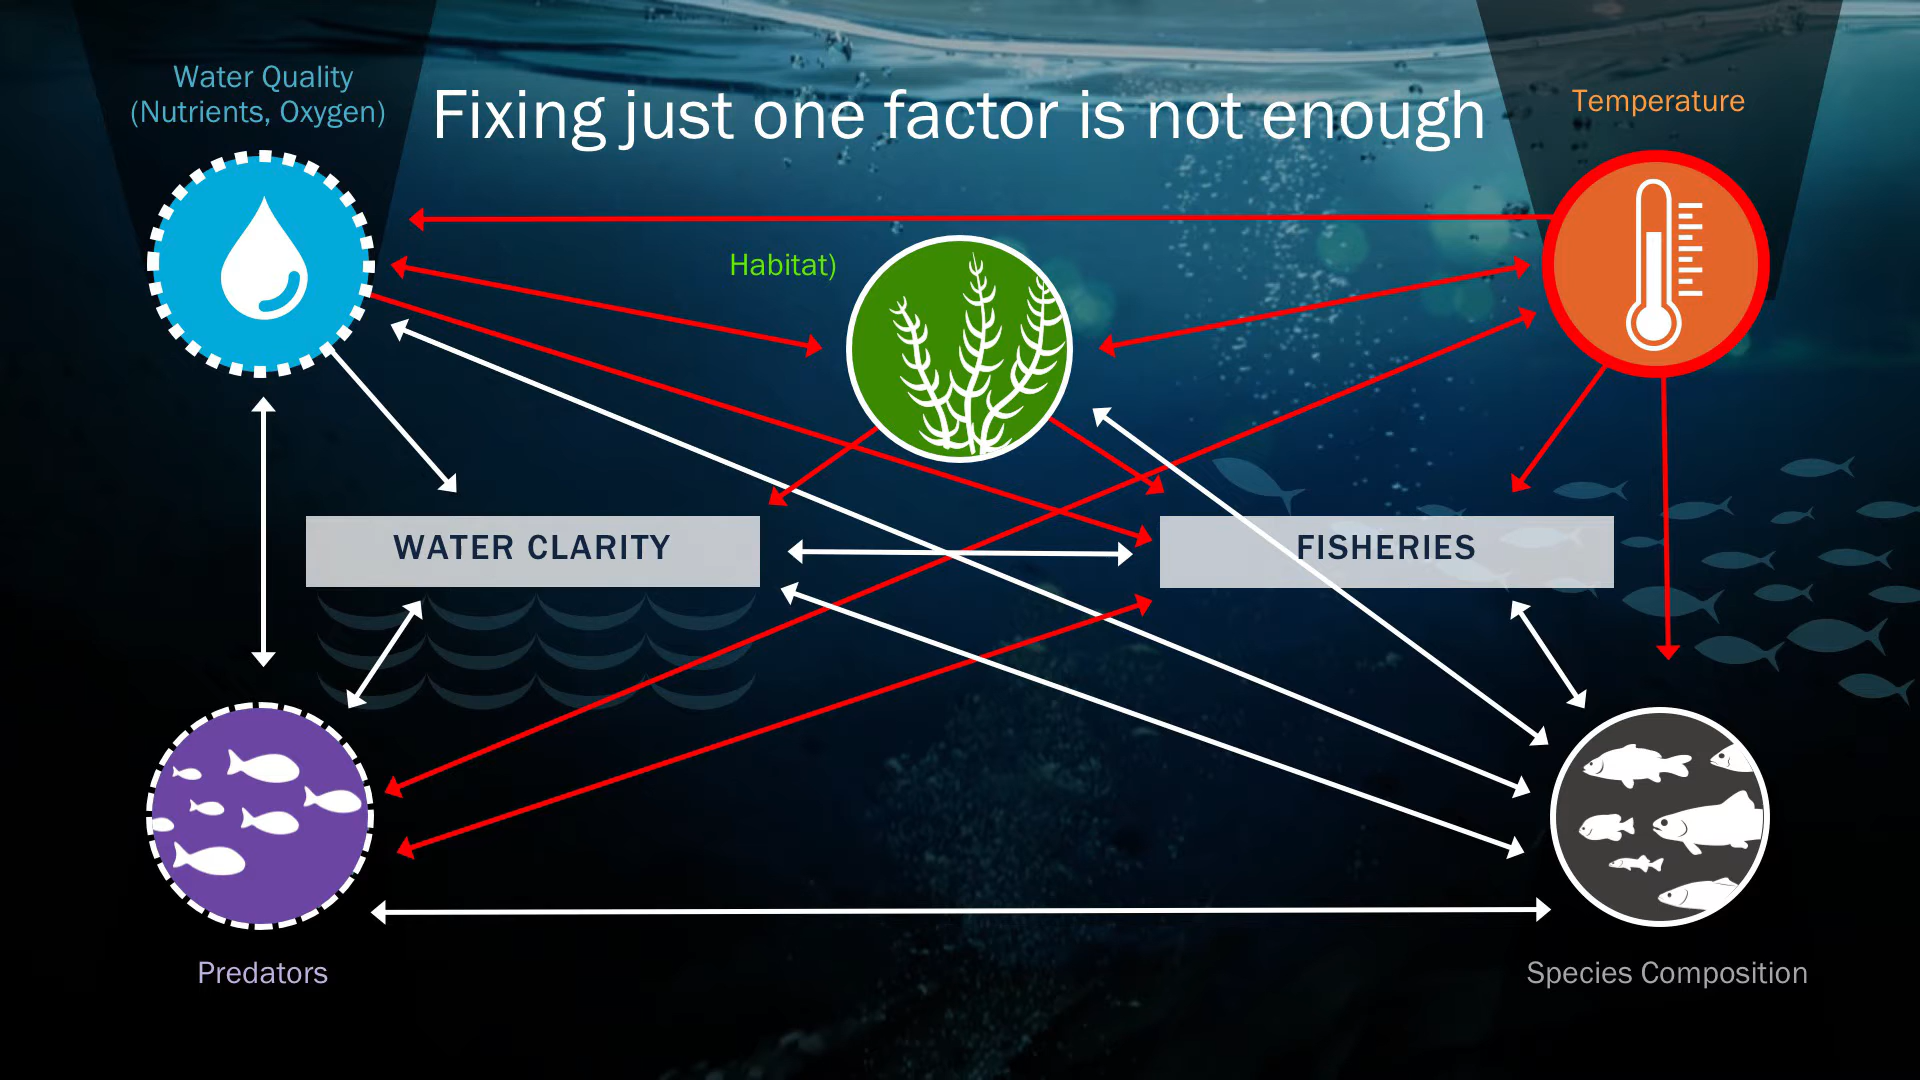 Water Quality
(Nutrients, Oxygen)
Fixing just one factor is not enough
Temperature
Habitat)
WATER CLARITY
FISHERIES
Predators
Species Composition